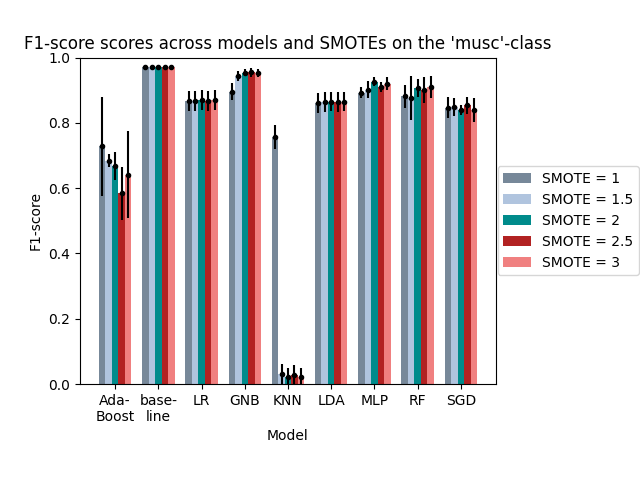 F1-score scores across models and SMOTEs on the 'musc'-class
F1-score
1.0
0.8
0.6
0.4
0.2
0.0
Ada-
Boost
base-
line
LR
GNB
KNN
LDA
MLP
RF
SGD
Model
SMOTE = 1
SMOTE = 1.5
SMOTE = 2
SMOTE = 2.5
SMOTE = 3